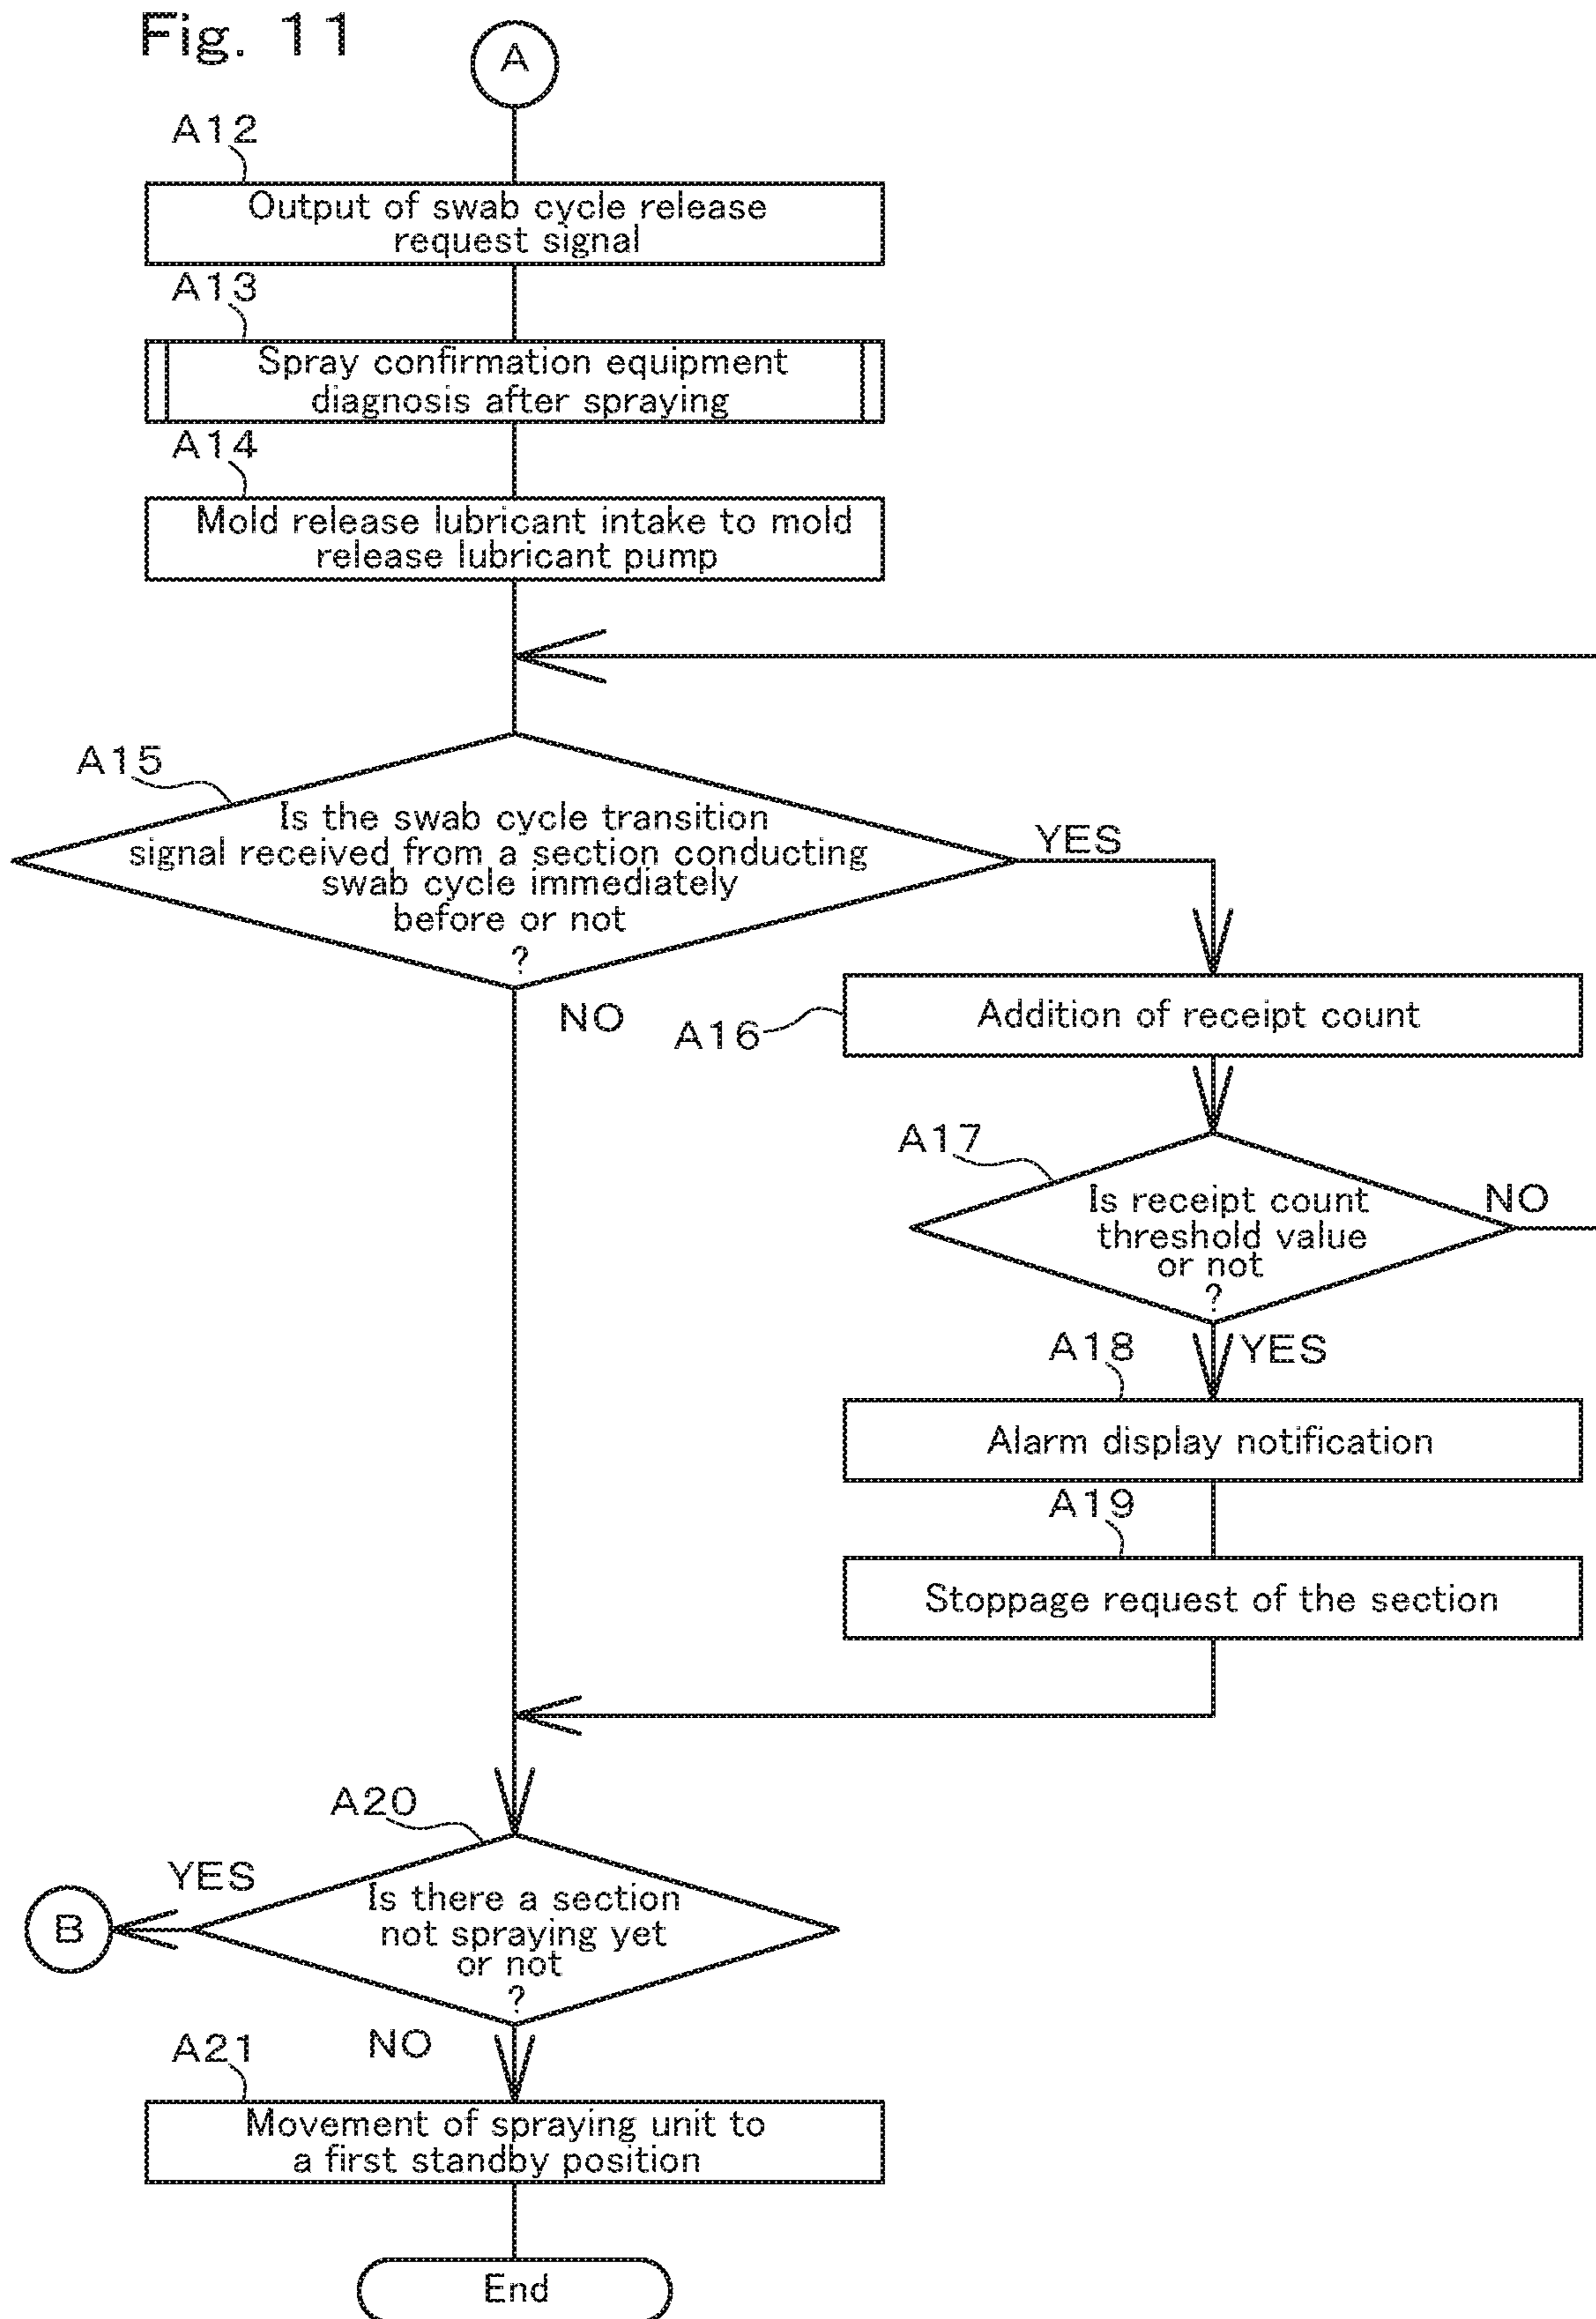 Fig. 11
A
A12
Output of swab cycle release
request signal
A13
Spray confirmation equipment
diagnosis after spraying
A14
Mold release lubricant intake to mold
release lubricant pump
A15
Is the swab cycle transition
signal received from a section conducting
swab cycle immediately
before or not
?
YES
NO
A16
Addition of receipt count
A17
Is receipt count
threshold value
or not
?
NO
YES
A18
Alarm display notification
A19
Stoppage request of the section
A20
YES
B
Is there a section
not spraying yet
or not
?
NO
A21
Movement of spraying unit to
a first standby position
End